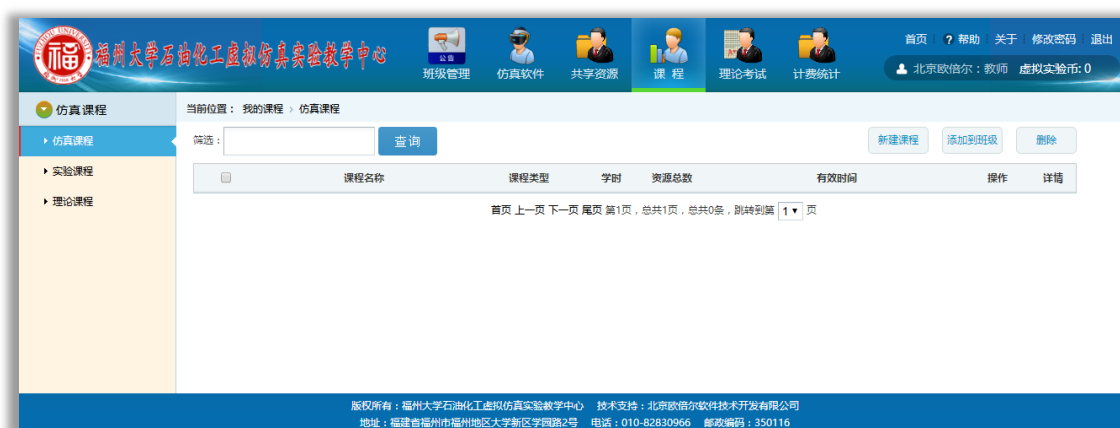 福州大学石油化工虚拟仿真实验教学中心
公告
班级管理 仿真软件 共享资源 课 程 理论考试 计费统计
首页 ? 帮助 关于 修改密码 退出
北京欧倍尔:教师 虚拟实验币: 0
仿真课程
当前位置: 我的课程 > 仿真课程
仿真课程
筛选: 查询 新建课程 添加到班级 删除
实验课程
课程名称 课程类型 学时 资源总数 有效时间 操作 详情
理论课程
首页 上一页 下一页 尾页 第1页,总共1页,总共0条,跳转到第 1 页
版权所有:福州大学石油化工虚拟仿真实验教学中心 技术支持:北京欧倍尔软件技术开发有限公司
地址:福建省福州市福州地区大学新区学园路2号 电话:010-82830966 邮政编码:350116